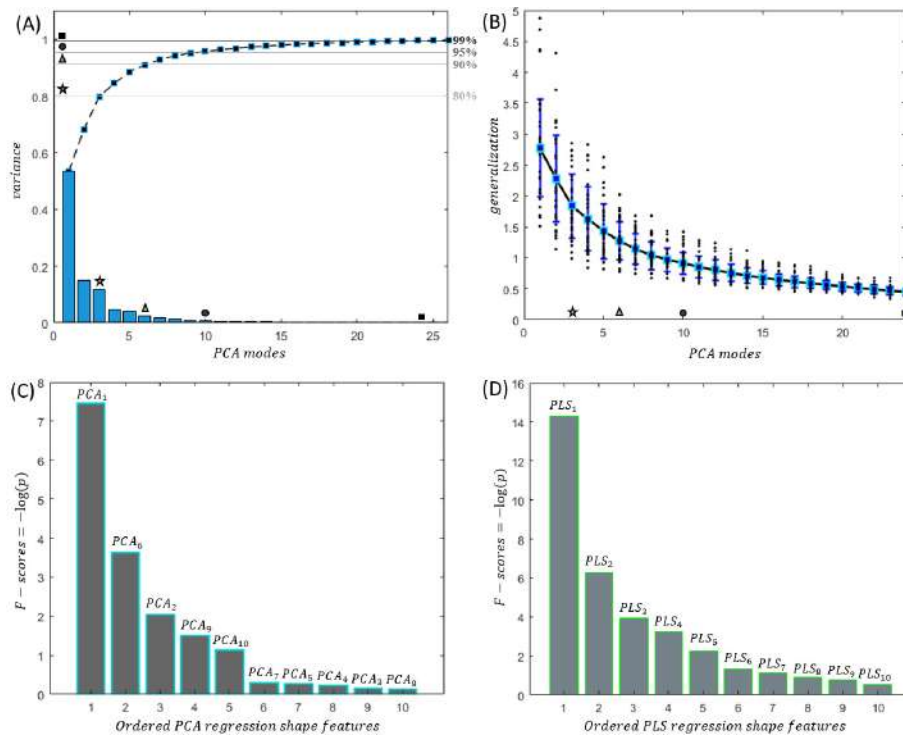 (A)
1
0.8
0.6
0.4
0.2
0
variance
99%
95%
90%
80%
0 5 10 15 20 25
PCA modes
(B)
5
4.5
4
3.5
3
2.5
2
1.5
1
0.5
0
generalization
0 5 10 15 20
PCA modes
(C)
8
7
6
5
4
3
2
1
0
F − scores = −log(p)
PCA₁
PCA₆
PCA₂
PCA₉
PCA₁₀
PCA₇ PCA₅ PCA₄ PCA₃ PCA₈
1 2 3 4 5 6 7 8 9 10
Ordered PCA regression shape features
(D)
16
14
12
10
8
6
4
2
0
F − scores = −log(p)
PLS₁
PLS₂
PLS₃
PLS₄
PLS₅
PLS₆ PLS₇ PLS₈ PLS₉ PLS₁₀
1 2 3 4 5 6 7 8 9 10
Ordered PLS regression shape features